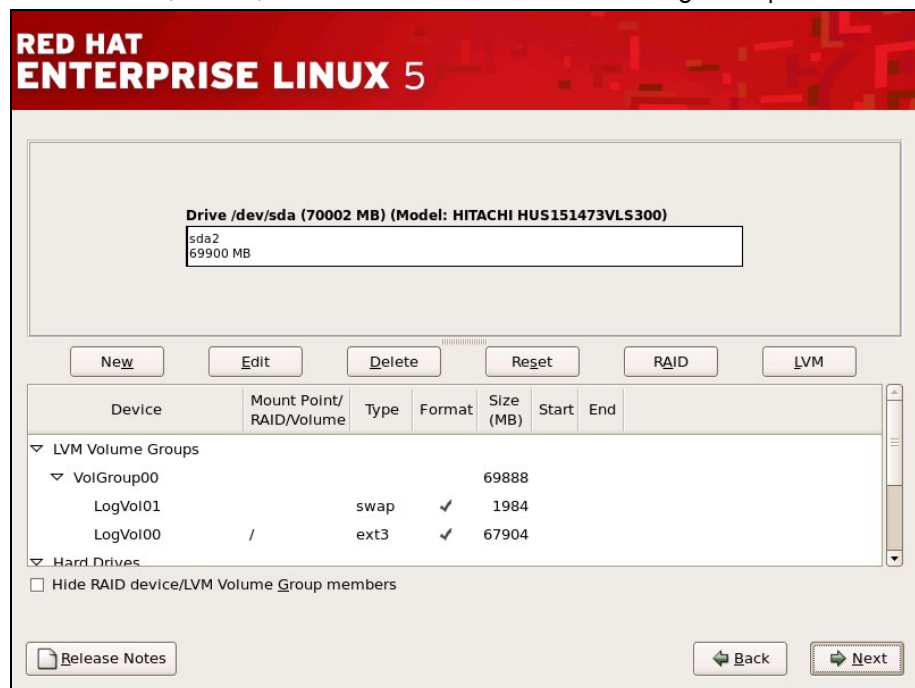 RED HAT
ENTERPRISE LINUX 5
Drive /dev/sda (70002 MB) (Model: HITACHI HUS151473VLS300)
sda2
69900 MB
New Edit Delete Reset RAID LVM
Device Mount Point/ RAID/Volume Type Format Size (MB) Start End
LVM Volume Groups
VolGroup00 69888
LogVol01 swap 1984
LogVol00 / ext3 67904
Hard Drives
Hide RAID device/LVM Volume Group members
Release Notes Back Next